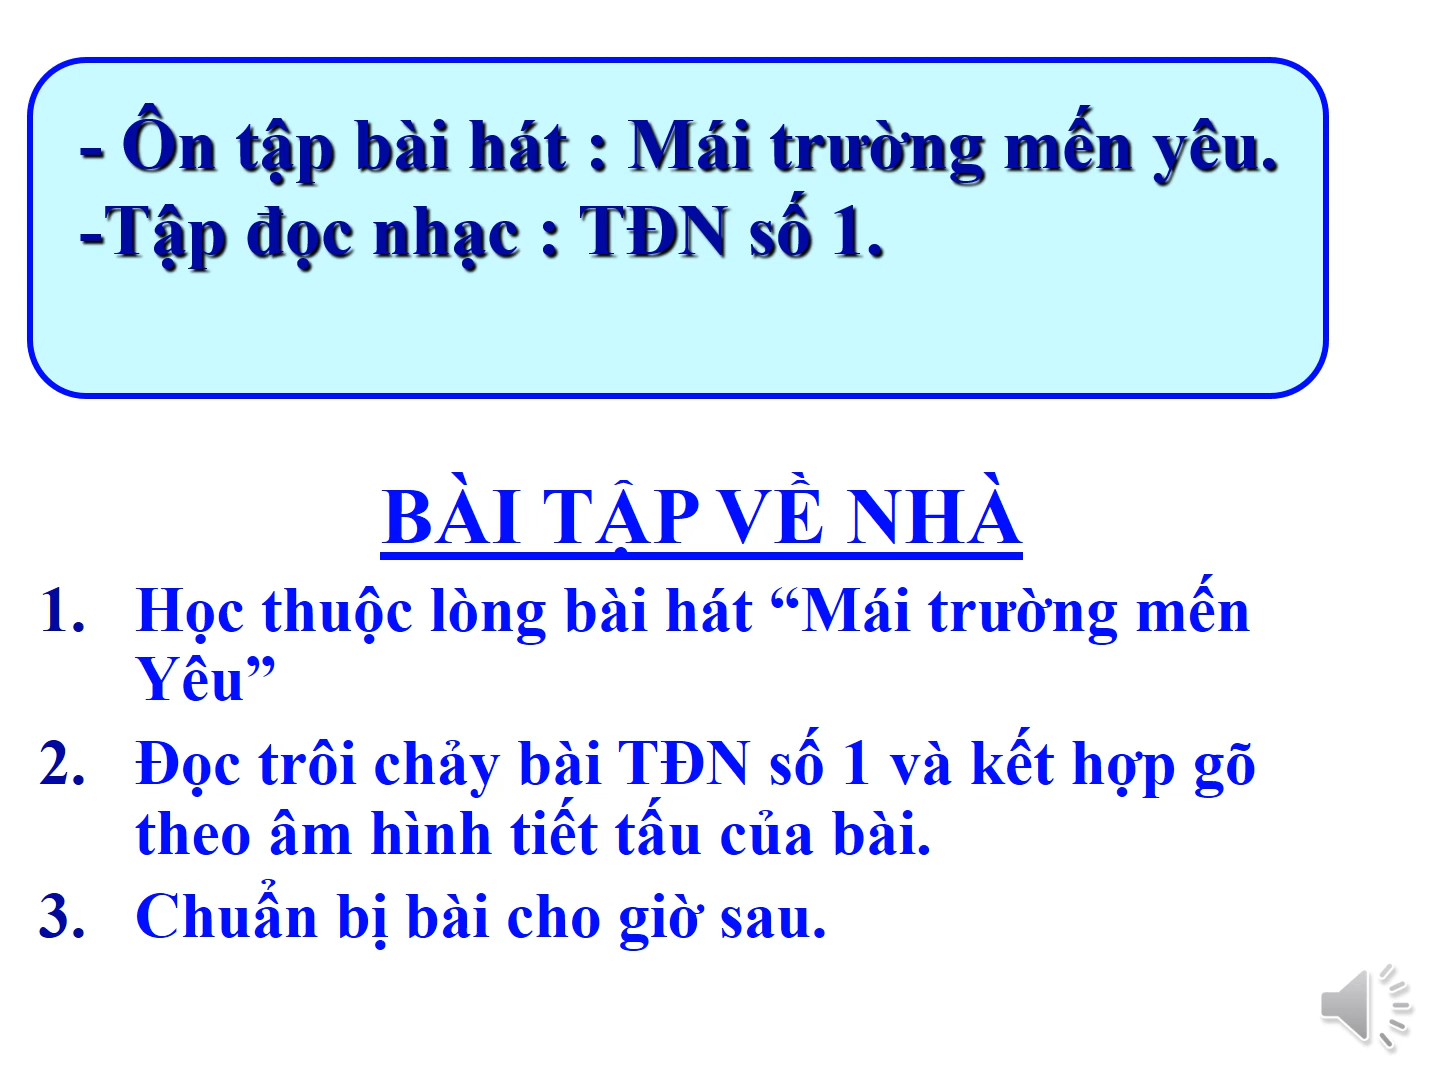 - Ôn tập bài hát : Mái trường mến yêu.
-Tập đọc nhạc : TĐN số 1.
BÀI TẬP VỀ NHÀ
1. Học thuộc lòng bài hát “Mái trường mến
Yêu”
2. Đọc trôi chảy bài TĐN số 1 và kết hợp gõ
theo âm hình tiết tấu của bài.
3. Chuẩn bị bài cho giờ sau.